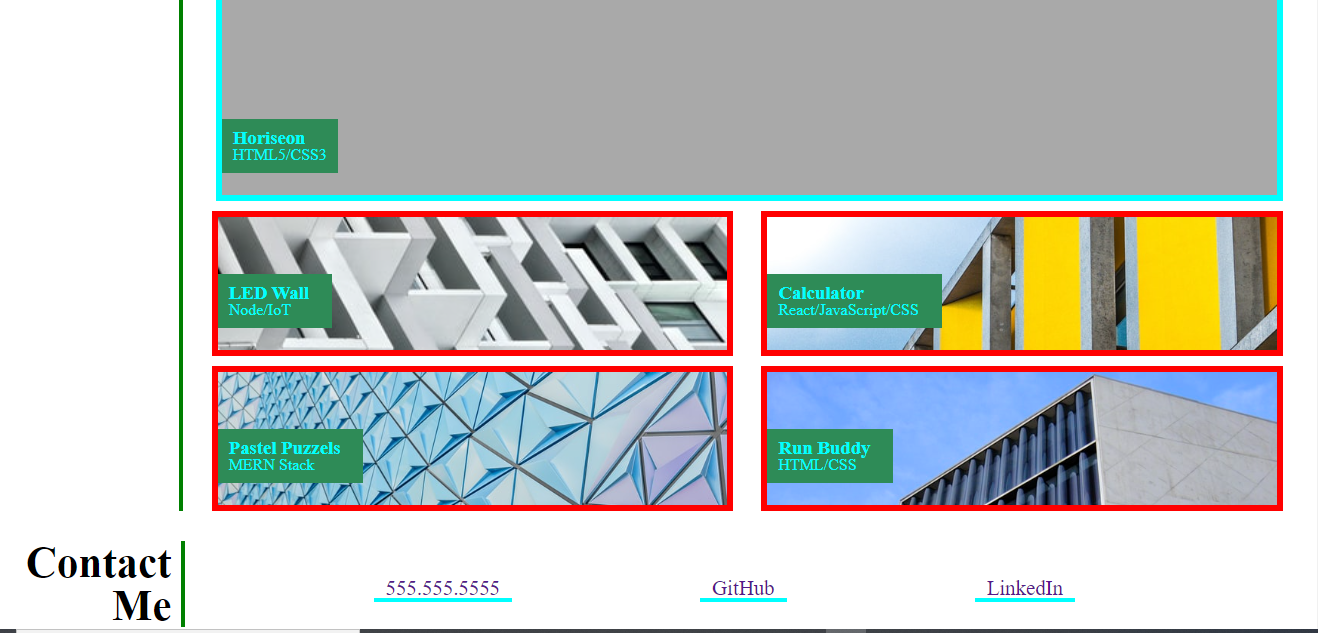 Horiseon
HTML5/CSS3
LED Wall
Node/IoT
Calculator
React/JavaScript/CSS
Pastel Puzzels
MERN Stack
Run Buddy
HTML/CSS
Contact
Me
555.555.5555
GitHub
LinkedIn